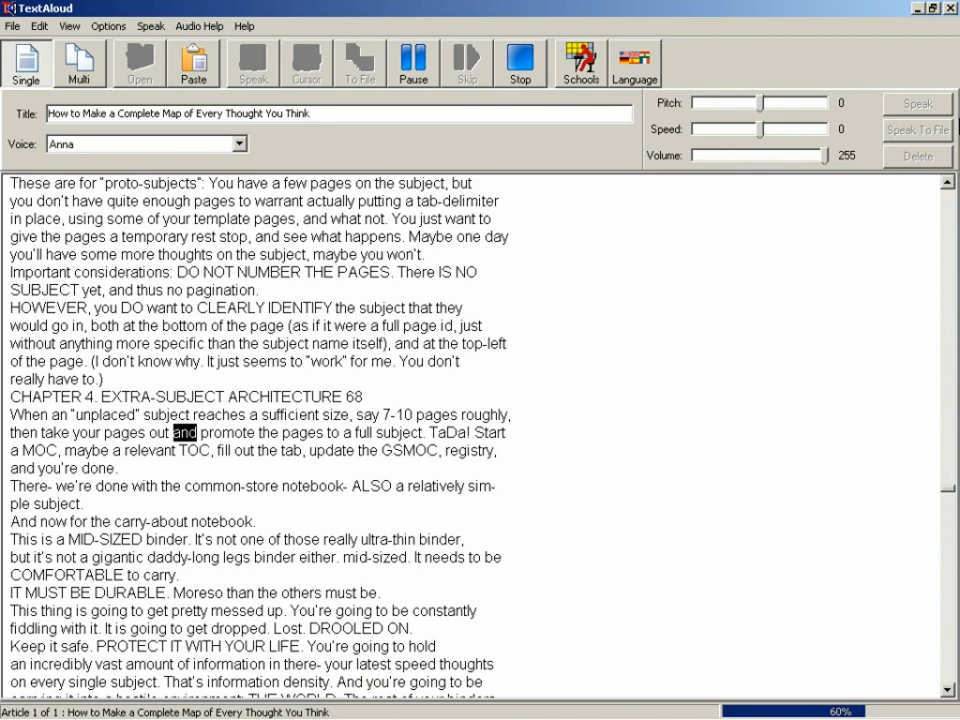 TextAloud
File Edit View Options Speak Audio Help Help
Single Multi Open Paste Speak Cursor To File Pause Skip Stop Schools Language
Title: How to Make a Complete Map of Every Thought You Think
Voice: Anna
Pitch: 0 Speak
Speed: 0 Speak To File
Volume: 255 Delete
These are for "proto-subjects": You have a few pages on the subject, but
you don't have quite enough pages to warrant actually putting a tab-delimiter
in place, using some of your template pages, and what not. You just want to
give the pages a temporary rest stop, and see what happens. Maybe one day
you'll have some more thoughts on the subject, maybe you won't.
Important considerations: DO NOT NUMBER THE PAGES. There IS NO
SUBJECT yet, and thus no pagination.
HOWEVER, you DO want to CLEARLY IDENTIFY the subject that they
would go in, both at the bottom of the page (as if it were a full page id, just
without anything more specific than the subject name itself), and at the top-left
of the page. (I don't know why. It just seems to "work" for me. You don't
really have to.)
CHAPTER 4. EXTRA-SUBJECT ARCHITECTURE 68
When an "unplaced" subject reaches a sufficient size, say 7-10 pages roughly,
then take your pages out and promote the pages to a full subject. TaDa! Start
a MOC, maybe a relevant TOC, fill out the tab, update the GSMOC, registry,
and you're done.
There- we're done with the common-store notebook- ALSO a relatively sim-
ple subject.
And now for the carry-about notebook.
This is a MID-SIZED binder. It's not one of those really ultra-thin binder,
but it's not a gigantic daddy-long legs binder either. mid-sized. It needs to be
COMFORTABLE to carry.
IT MUST BE DURABLE. Moreso than the others must be.
This thing is going to get pretty messed up. You're going to be constantly
fiddling with it. It is going to get dropped. Lost. DROOLED ON.
Keep it safe. PROTECT IT WITH YOUR LIFE. You're going to hold
an incredibly vast amount of information in there- your latest speed thoughts
on every single subject. That's information density. And you're going to be
carrying it into a hostile environment: THE WORLD. The rest of your binders
Article 1 of 1 : How to Make a Complete Map of Every Thought You Think
60%